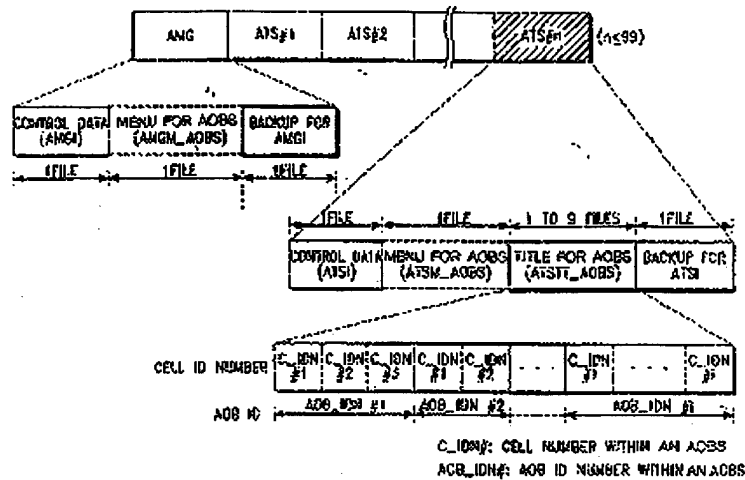 AMG ATS#1 ATS#2 ATS#n (n≤99)
CONTROL DATA (AMGI) MENU FOR AOBS (AMGM_AOBS) BACKUP FOR AMGI
1FILE 1FILE 1FILE
1FILE 1FILE 1 TO 9 FILES 1FILE
CONTROL DATA (ATSI) MENU FOR AOBS (ATSM_AOBS) TITLE FOR AOBS (ATSTT_AOBS) BACKUP FOR ATSI
CELL ID NUMBER C_IDN #1 C_IDN #2 C_IDN #3 C_IDN #1 C_IDN #2 ... C_IDN ... C_IDN
AOB ID AOB_IDN #1 AOB_IDN #2 AOB_IDN
C_IDN#: CELL NUMBER WITHIN AN AOBS
AOB_IDN#: AOB ID NUMBER WITHIN AN AOBS